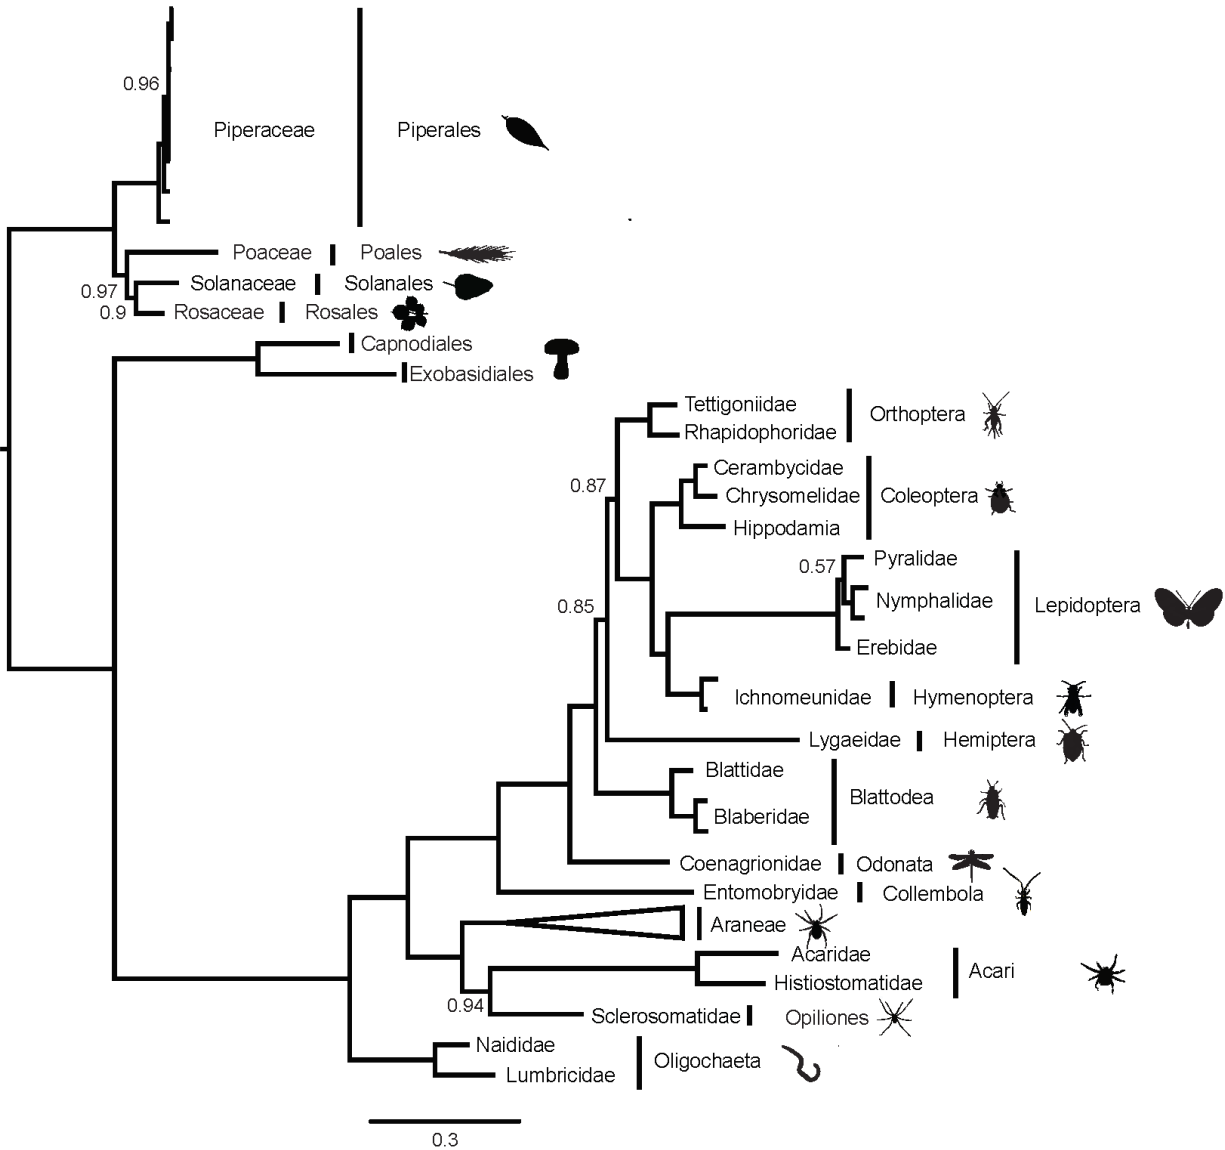 0.96
Piperaceae
Piperales
Poaceae
Poales
0.97
Solanaceae
Solanales
0.9
Rosaceae
Rosales
Capnodiales
Exobasidiales
Tettigoniidae
Orthoptera
Rhapidophoridae
Cerambycidae
0.87
Chrysomelidae
Coleoptera
Hippodamia
Pyralidae
0.57
Nymphalidae
Lepidoptera
0.85
Erebidae
Ichnomeunidae
Hymenoptera
Lygaeidae
Hemiptera
Blattidae
Blattodea
Blaberidae
Coenagrionidae
Odonata
Entomobryidae
Collembola
Araneae
Acaridae
Acari
Histiostomatidae
0.94
Sclerosomatidae
Opiliones
Naididae
Oligochaeta
Lumbricidae
0.3